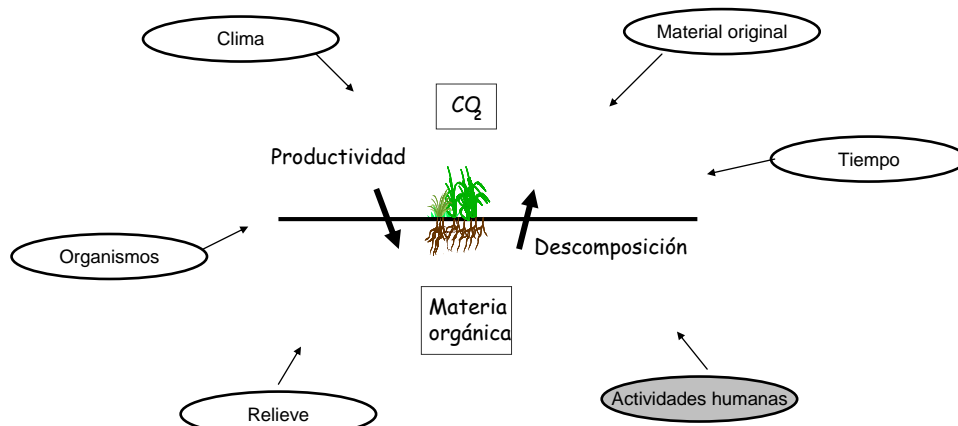 Clima
Material original
CO2
Productividad
Tiempo
Organismos
Descomposición
Materia
orgánica
Relieve
Actividades humanas